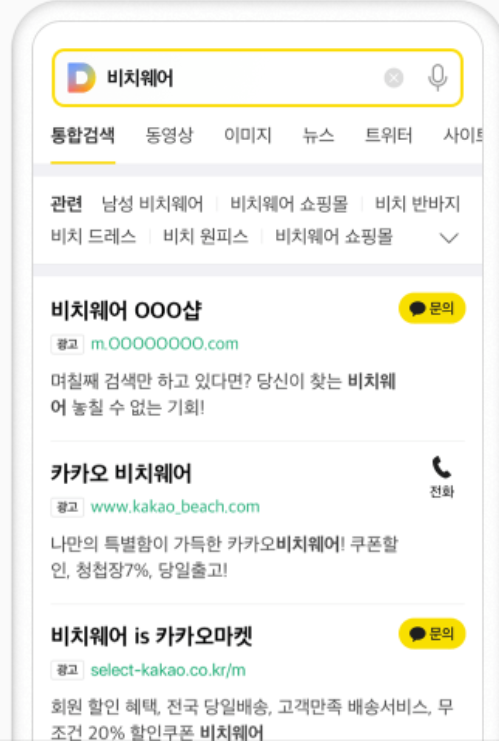 비치웨어
통합검색 동영상 이미지 뉴스 트위터
관련 남성 비치웨어 비치웨어 쇼핑몰 비치 반바지
비치 드레스 비치 원피스 비치웨어 쇼핑몰
비치웨어 OOO샵 문의
광고 m.OOOOOOOO.com
며칠째 검색만 하고 있다면? 당신이 찾는 비치웨
어 놓칠 수 없는 기회!
카카오 비치웨어
전화
광고 www.kakao_beach.com
나만의 특별함이 가득한 카카오비치웨어! 쿠폰할
인, 청첩장7%, 당일출고!
비치웨어 is 카카오마켓 문의
광고 select-kakao.co.kr/m
회원 할인 혜택, 전국 당일배송, 고객만족 배송서비스, 무
조건 20% 할인쿠폰 비치웨어